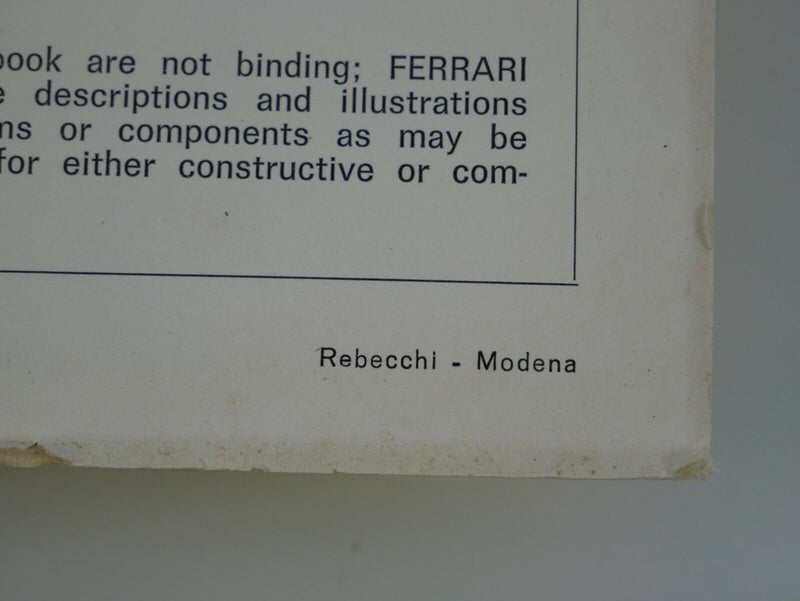 book are not binding; FERRARI
descriptions and illustrations
or components as may be
for either constructive or com-
Rebecchi - Modena